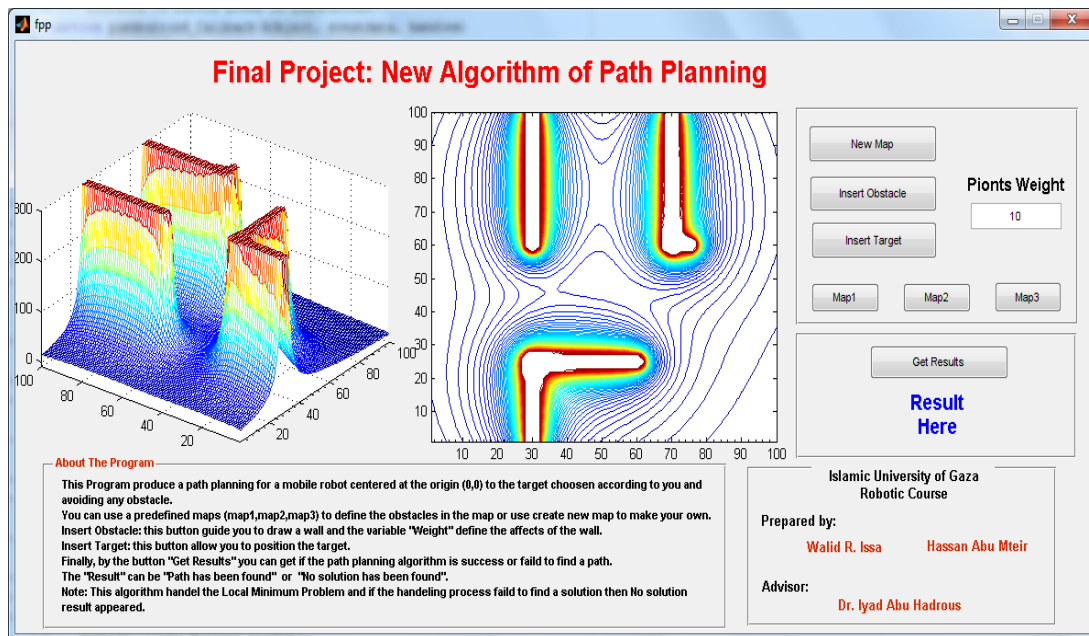 fpp
Final Project: New Algorithm of Path Planning
300
200
100
0
100
80
60
40
20
20
40
60
80
100
100
90
80
70
60
50
40
30
20
10
10 20 30 40 50 60 70 80 90 100
New Map
Insert Obstacle
Insert Target
Pionts Weight
10
Map1 Map2 Map3
Get Results
Result
Here
About The Program
This Program produce a path planning for a mobile robot centered at the origin (0,0) to the target choosen according to you and
avoiding any obstacle.
You can use a predefined maps (map1,map2,map3) to define the obstacles in the map or use create new map to make your own.
Insert Obstacle: this button guide you to draw a wall and the variable "Weight" define the affects of the wall.
Insert Target: this button allow you to position the target.
Finally, by the button "Get Results" you can get if the path planning algorithm is success or faild to find a path.
The "Result" can be "Path has been found" or "No solution has been found".
Note: This algorithm handel the Local Minimum Problem and if the handeling process faild to find a solution then No solution
result appeared.
Islamic University of Gaza
Robotic Course
Prepared by:
Walid R. Issa Hassan Abu Mteir
Advisor:
Dr. Iyad Abu Hadrous